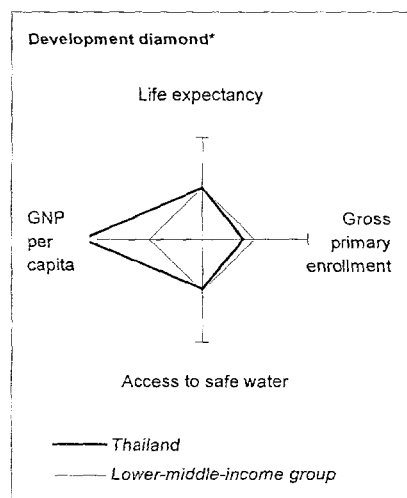 Development diamond*
Life expectancy
GNP
per
capita
Gross
primary
enrollment
Access to safe water
Thailand
Lower-middle-income group